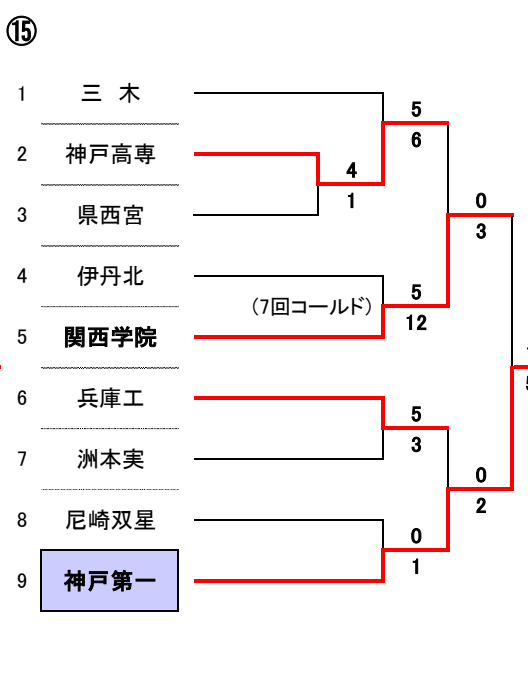 ⑮
1 三 木
5
2 神戸高専
6
4
1
3 県西宮
0
3
4 伊丹北
5
(7回コールド)
12
5 関西学院
6 兵庫工
5
3
7 洲本実
0
2
8 尼崎双星
0
9 神戸第一
1